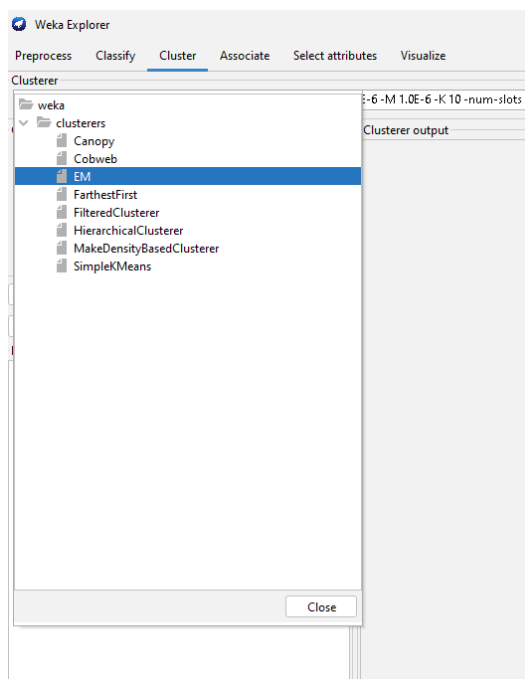 Weka Explorer
Preprocess Classify Cluster Associate Select attributes Visualize
Clusterer
weka
clusterers
Canopy
Cobweb
EM
FarthestFirst
FilteredClusterer
HierarchicalClusterer
MakeDensityBasedClusterer
SimpleKMeans
Close
E-6 -M 1.0E-6 -K 10 -num-slots
Clusterer output